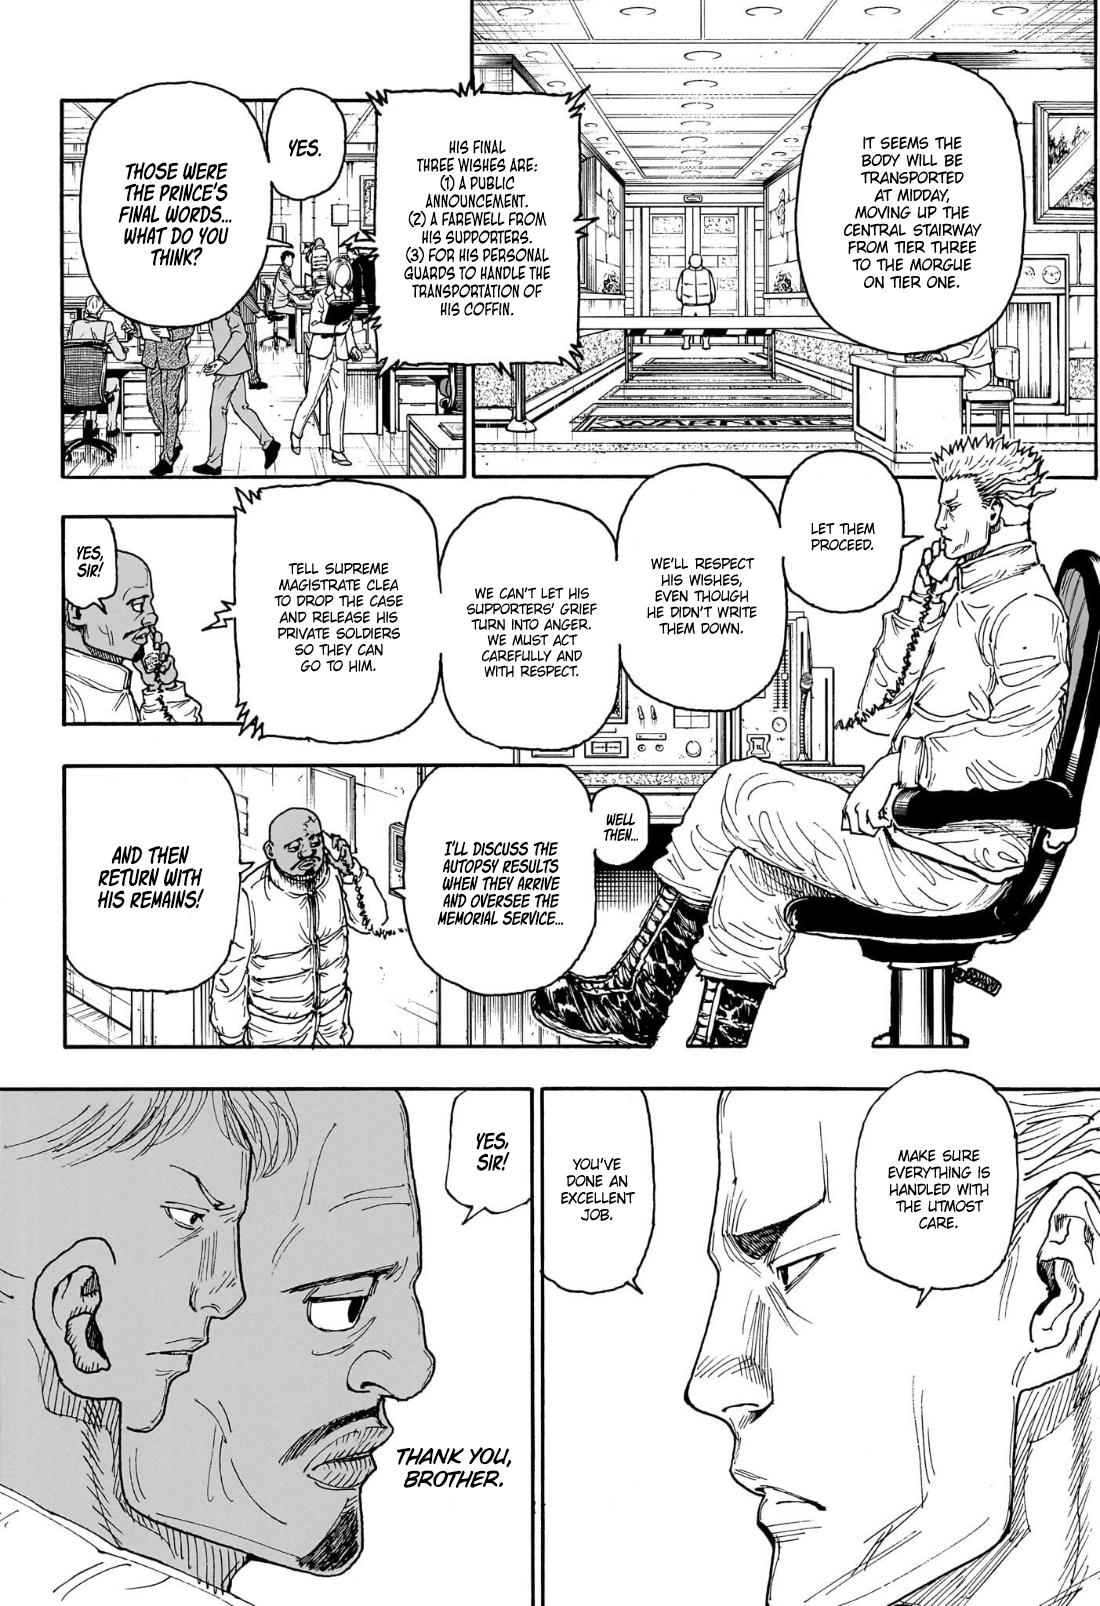 IT SEEMS THE
BODY WILL BE
TRANSPORTED
AT MIDDAY,
MOVING UP THE
CENTRAL STAIRWAY
FROM TIER THREE
TO THE MORGUE
ON TIER ONE.
WARNING
HIS FINAL
THREE WISHES ARE:
(1) A PUBLIC
ANNOUNCEMENT.
(2) A FAREWELL FROM
HIS SUPPORTERS.
(3) FOR HIS PERSONAL
GUARDS TO HANDLE THE
TRANSPORTATION OF
HIS COFFIN.
YES.
THOSE WERE
THE PRINCE'S
FINAL WORDS...
WHAT DO YOU
THINK?
LET THEM
PROCEED.
WE'LL RESPECT
HIS WISHES,
EVEN THOUGH
HE DIDN'T WRITE
THEM DOWN.
WE CAN'T LET HIS
SUPPORTERS' GRIEF
TURN INTO ANGER.
WE MUST ACT
CAREFULLY AND
WITH RESPECT.
TELL SUPREME
MAGISTRATE CLEA
TO DROP THE CASE
AND RELEASE HIS
PRIVATE SOLDIERS
SO THEY CAN
GO TO HIM.
YES,
SIR!
WELL
THEN...
I'LL DISCUSS THE
AUTOPSY RESULTS
WHEN THEY ARRIVE
AND OVERSEE THE
MEMORIAL SERVICE...
AND THEN
RETURN WITH
HIS REMAINS!
MAKE SURE
EVERYTHING IS
HANDLED WITH
THE UTMOST
CARE.
YOU'VE
DONE AN
EXCELLENT
JOB.
YES,
SIR!
THANK YOU,
BROTHER.